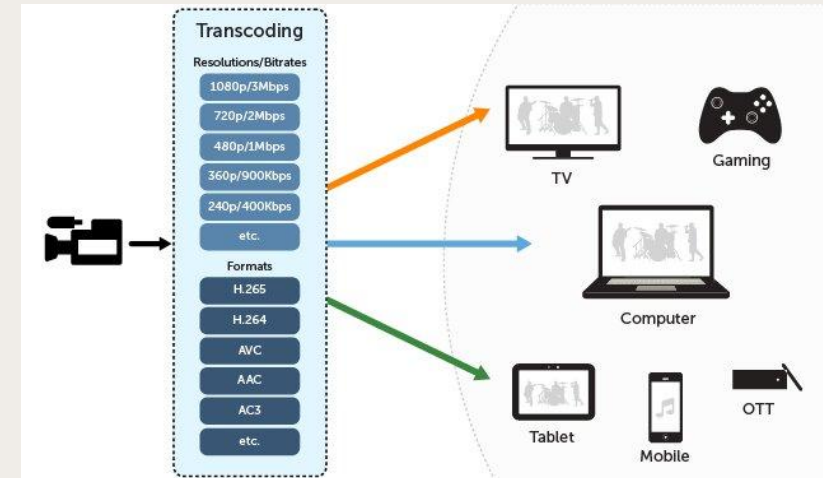 Transcoding
Resolutions/Bitrates
1080p/3Mbps
720p/2Mbps
480p/1Mbps
360p/900Kbps
240p/400Kbps
etc.
Formats
H.265
H.264
AVC
AAC
AC3
etc.
TV
Gaming
Computer
Tablet
Mobile
OTT